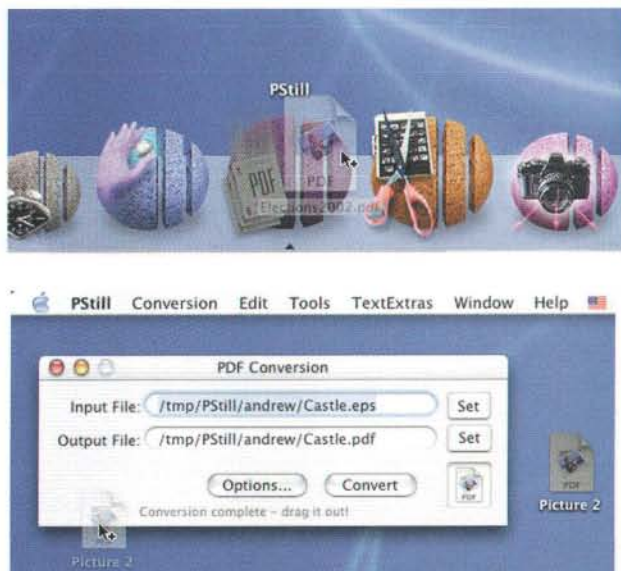 PStill
PDF
PDF
Elections2002.pdf
PStill Conversion Edit Tools TextExtras Window Help
PDF Conversion
Input File: /tmp/PStill/andrew/Castle.eps Set
Output File: /tmp/PStill/andrew/Castle.pdf Set
Options... Convert
PDF
Conversion complete – drag it out!
PDF
Picture 2
Picture 2